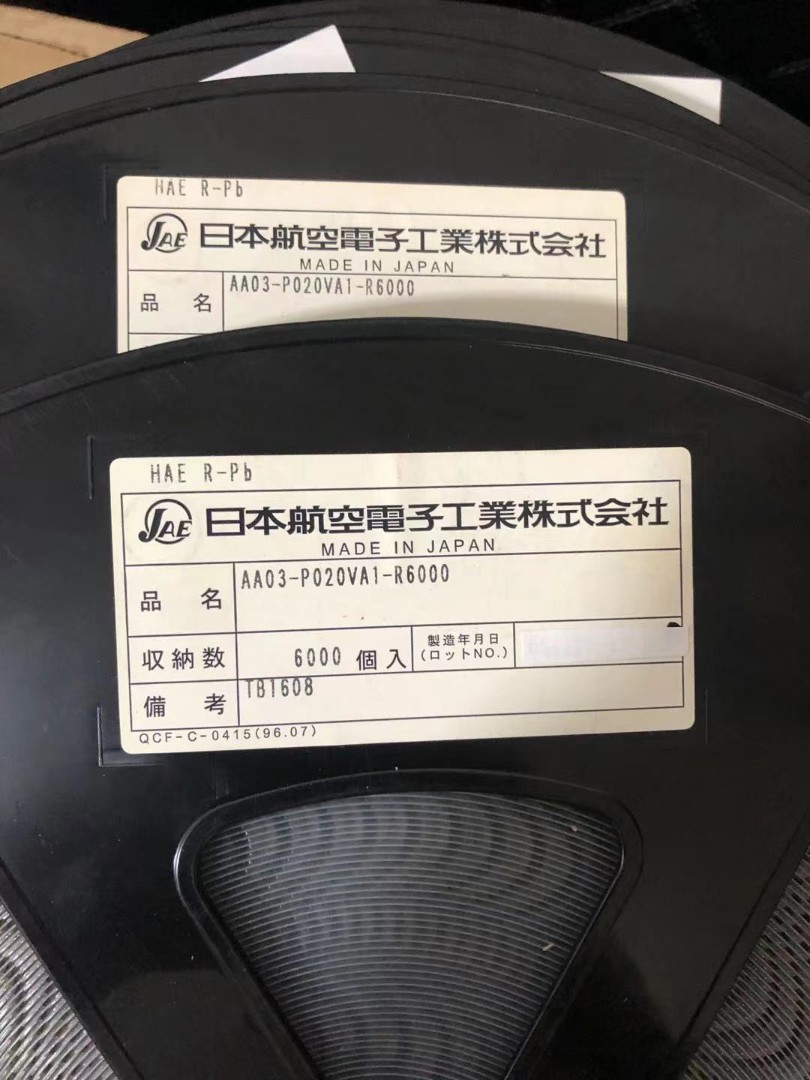 HAE R-Pb
JAE 日本航空電子工業株式会社
MADE IN JAPAN
品名 AA03-P020VA1-R6000
HAE R-Pb
JAE 日本航空電子工業株式会社
MADE IN JAPAN
品名 AA03-P020VA1-R6000
収納数 6000 個入 製造年月日
(ロットNO.)
備考 TB1608
QCF-C-0415(96.07)